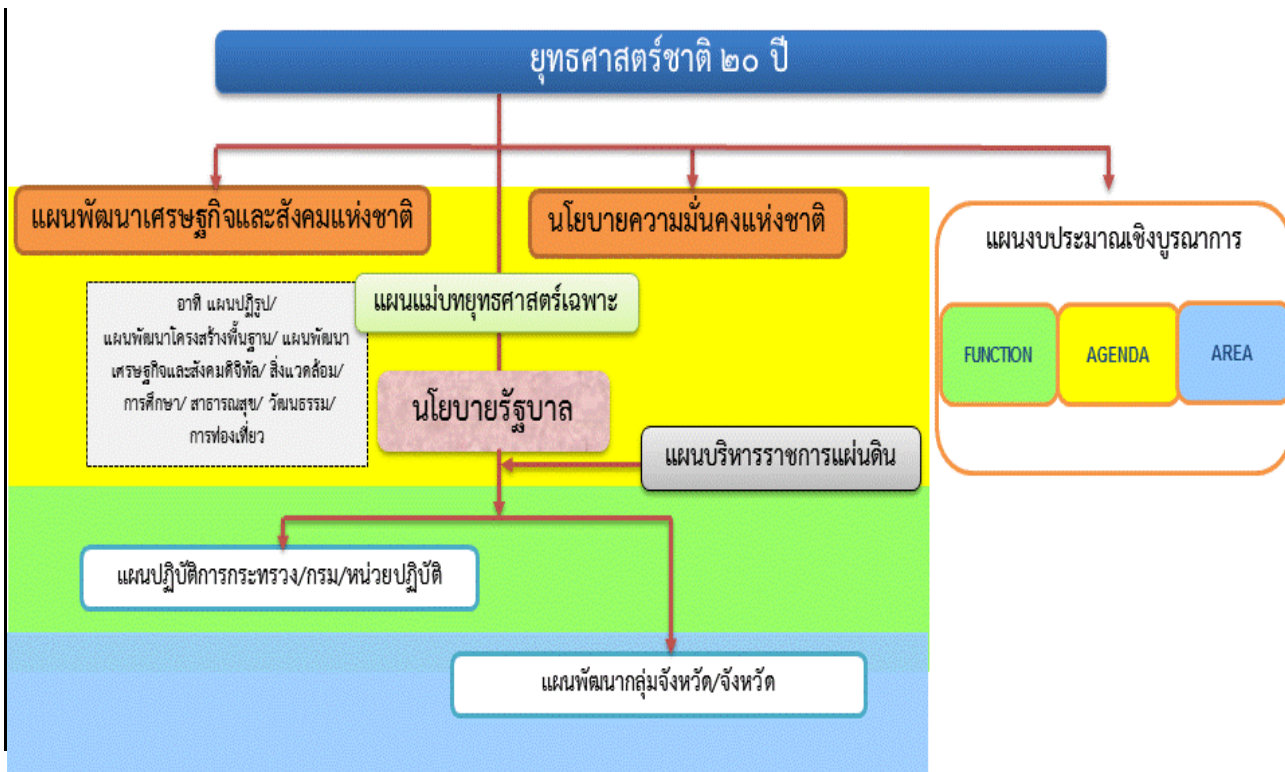 ยุทธศาสตร์ชาติ ๒๐ ปี
แผนพัฒนาเศรษฐกิจและสังคมแห่งชาติ
นโยบายความมั่นคงแห่งชาติ
แผนงบประมาณเชิงบูรณาการ
FUNCTION
AGENDA
AREA
แผนแม่บทยุทธศาสตร์เฉพาะ
อาทิ แผนปฏิรูป/
แผนพัฒนาโครงสร้างพื้นฐาน/ แผนพัฒนา
เศรษฐกิจและสังคมดิจิทัล/ สิ่งแวดล้อม/
การศึกษา/ สาธารณสุข/ วัฒนธรรม/
การท่องเที่ยว
นโยบายรัฐบาล
แผนบริหารราชการแผ่นดิน
แผนปฏิบัติการกระทรวง/กรม/หน่วยปฏิบัติ
แผนพัฒนากลุ่มจังหวัด/จังหวัด